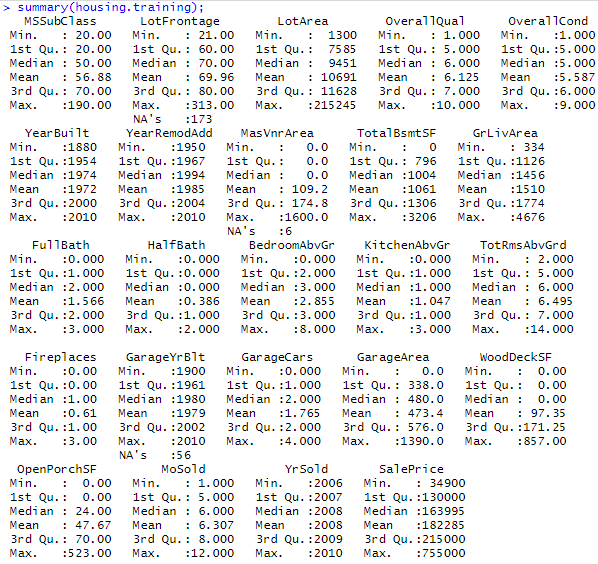 > summary(housing.training);
MSSubClass LotFrontage LotArea OverallQual OverallCond
Min. : 20.00 Min. : 21.00 Min. : 1300 Min. : 1.000 Min. :1.000
1st Qu.: 20.00 1st Qu.: 60.00 1st Qu.: 7585 1st Qu.: 5.000 1st Qu.:5.000
Median : 50.00 Median : 70.00 Median : 9451 Median : 6.000 Median :5.000
Mean : 56.88 Mean : 69.96 Mean : 10691 Mean : 6.125 Mean :5.587
3rd Qu.: 70.00 3rd Qu.: 80.00 3rd Qu.: 11628 3rd Qu.: 7.000 3rd Qu.:6.000
Max. :190.00 Max. :313.00 Max. :215245 Max. :10.000 Max. :9.000
NA's :173
YearBuilt YearRemodAdd MasVnrArea TotalBsmtSF GrLivArea
Min. :1880 Min. :1950 Min. : 0.0 Min. : 0 Min. : 334
1st Qu.:1954 1st Qu.:1967 1st Qu.: 0.0 1st Qu.: 796 1st Qu.:1126
Median :1974 Median :1994 Median : 0.0 Median :1004 Median :1456
Mean :1972 Mean :1985 Mean : 109.2 Mean :1061 Mean :1510
3rd Qu.:2000 3rd Qu.:2004 3rd Qu.: 174.8 3rd Qu.:1306 3rd Qu.:1774
Max. :2010 Max. :2010 Max. :1600.0 Max. :3206 Max. :4676
NA's :6
FullBath HalfBath BedroomAbvGr KitchenAbvGr TotRmsAbvGrd
Min. :0.000 Min. :0.000 Min. :0.000 Min. :0.000 Min. : 2.000
1st Qu.:1.000 1st Qu.:0.000 1st Qu.:2.000 1st Qu.:1.000 1st Qu.: 5.000
Median :2.000 Median :0.000 Median :3.000 Median :1.000 Median : 6.000
Mean :1.566 Mean :0.386 Mean :2.855 Mean :1.047 Mean : 6.495
3rd Qu.:2.000 3rd Qu.:1.000 3rd Qu.:3.000 3rd Qu.:1.000 3rd Qu.: 7.000
Max. :3.000 Max. :2.000 Max. :8.000 Max. :3.000 Max. :14.000
Fireplaces GarageYrBlt GarageCars GarageArea WoodDeckSF
Min. :0.00 Min. :1900 Min. :0.000 Min. : 0.0 Min. : 0.00
1st Qu.:0.00 1st Qu.:1961 1st Qu.:1.000 1st Qu.: 338.0 1st Qu.: 0.00
Median :1.00 Median :1980 Median :2.000 Median : 480.0 Median : 0.00
Mean :0.61 Mean :1979 Mean :1.765 Mean : 473.4 Mean : 97.35
3rd Qu.:1.00 3rd Qu.:2002 3rd Qu.:2.000 3rd Qu.: 576.0 3rd Qu.:171.25
Max. :3.00 Max. :2010 Max. :4.000 Max. :1390.0 Max. :857.00
NA's :56
OpenPorchSF MoSold YrSold SalePrice
Min. : 0.00 Min. : 1.000 Min. :2006 Min. : 34900
1st Qu.: 0.00 1st Qu.: 5.000 1st Qu.:2007 1st Qu.:130000
Median : 24.00 Median : 6.000 Median :2008 Median :163995
Mean : 47.67 Mean : 6.307 Mean :2008 Mean :182285
3rd Qu.: 70.00 3rd Qu.: 8.000 3rd Qu.:2009 3rd Qu.:215000
Max. :523.00 Max. :12.000 Max. :2010 Max. :755000